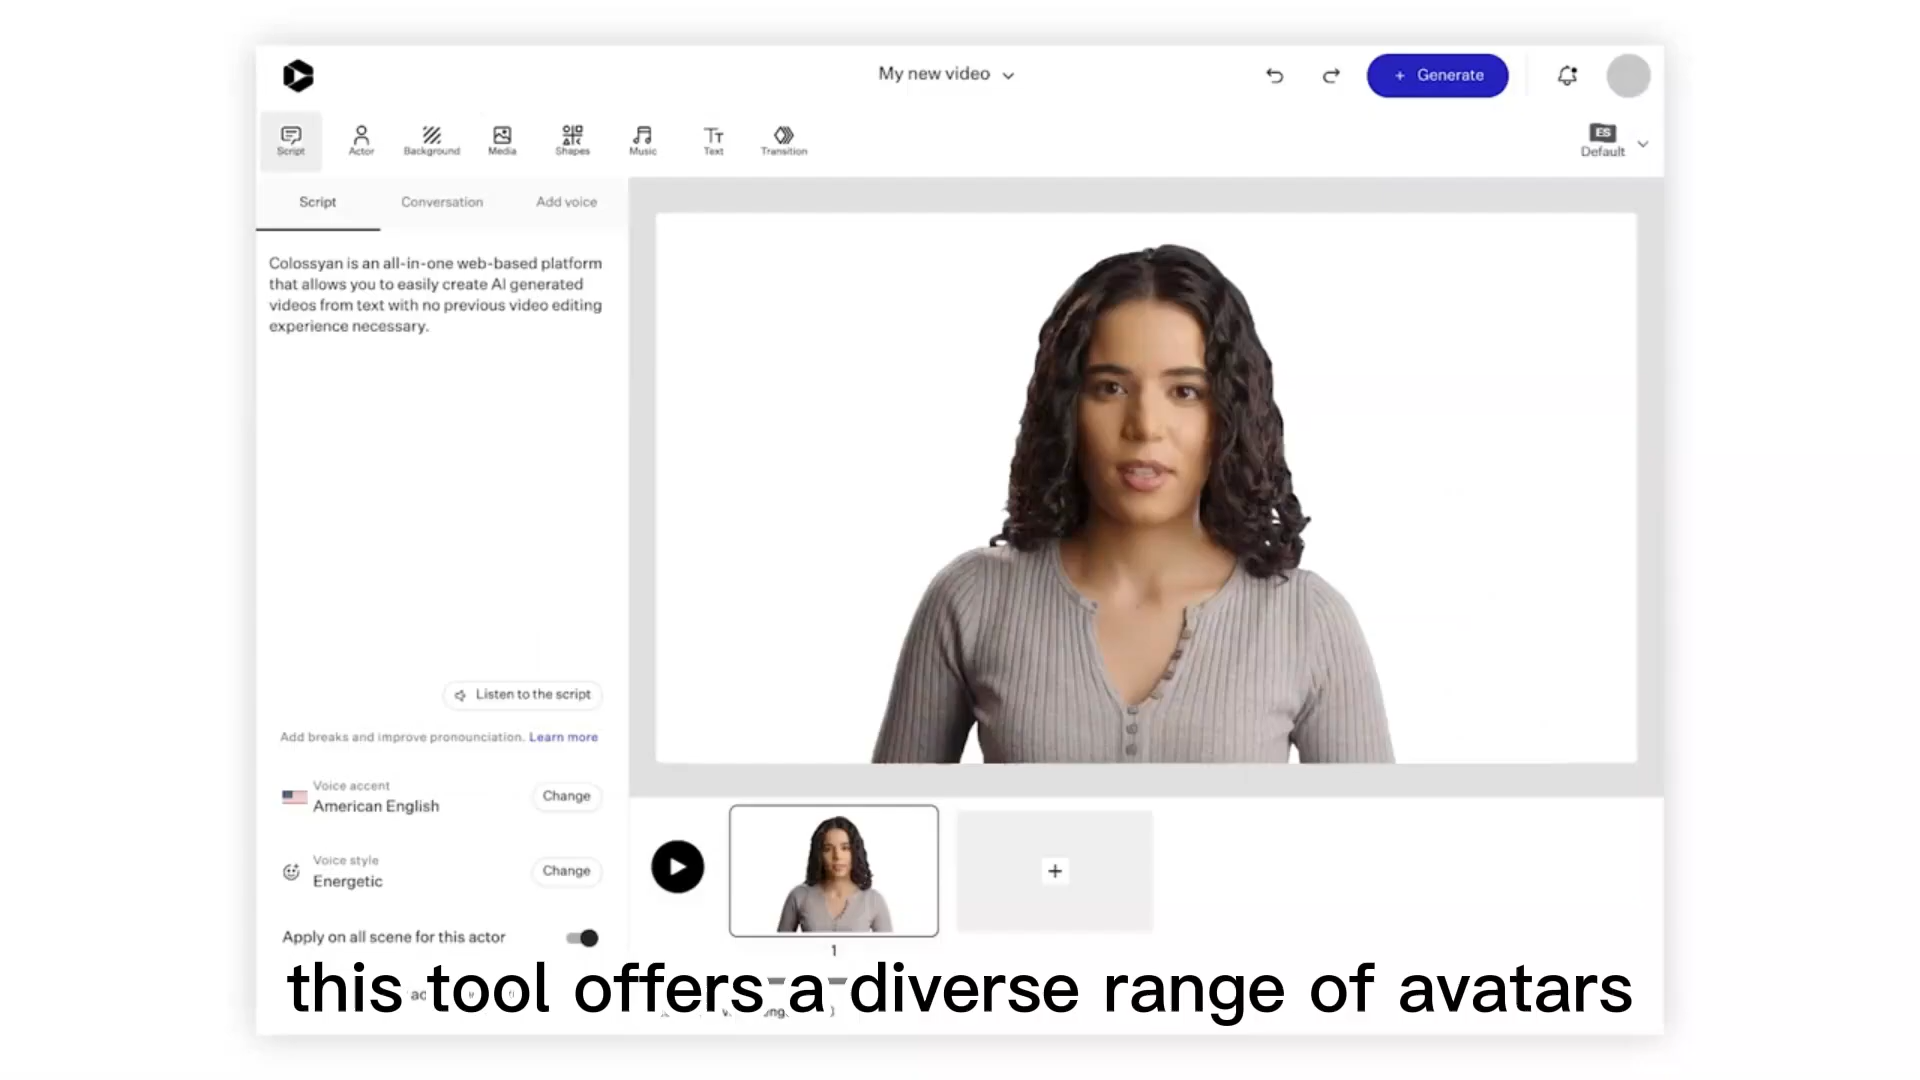 My new video
+ Generate
Script
Actor
Background
Media
Shapes
Music
Text
Transition
ES
Default
Script
Conversation
Add voice
Colossyan is an all-in-one web-based platform
that allows you to easily create AI generated
videos from text with no previous video editing
experience necessary.
Listen to the script
Add breaks and improve pronounciation. Learn more
Voice accent
American English
Change
Voice style
Energetic
Change
Apply on all scene for this actor
1
this tool offers a diverse range of avatars